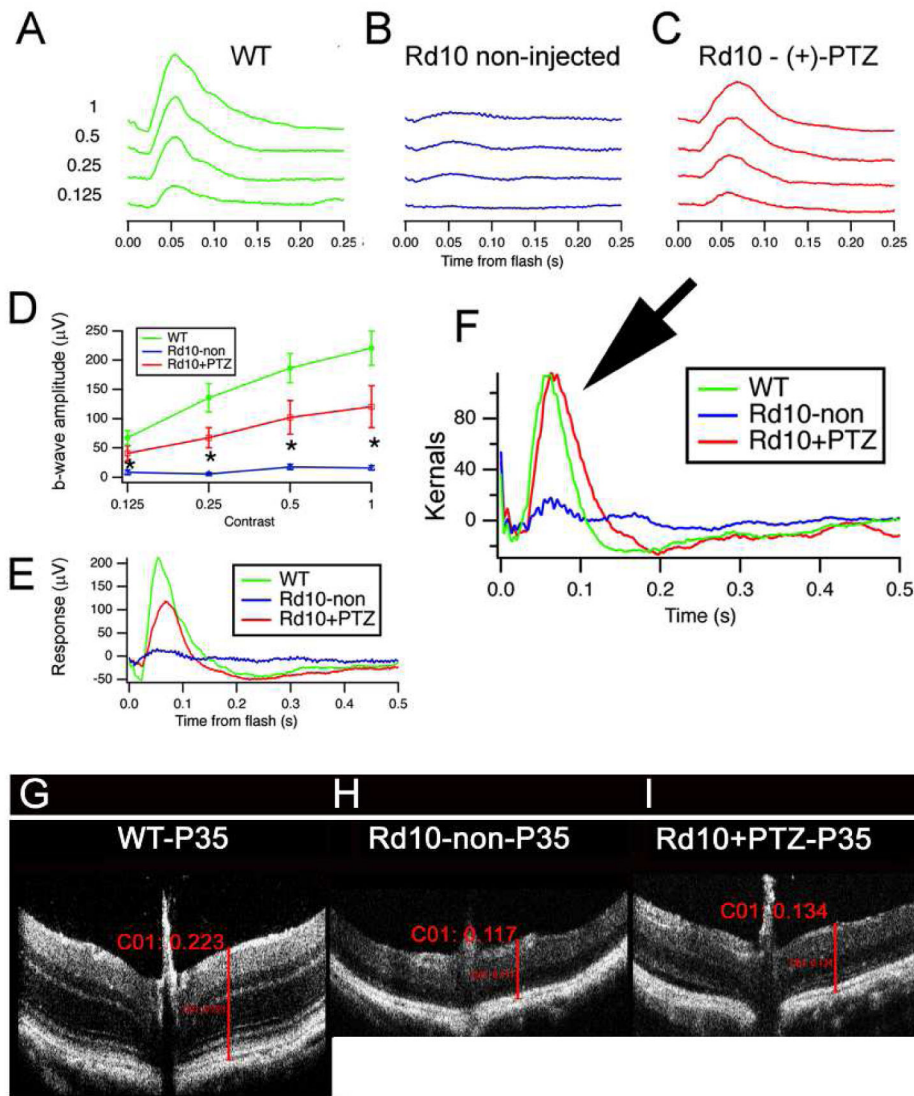 A
WT
B
Rd10 non-injected
C
Rd10 - (+)-PTZ
1
0.5
0.25
0.125
0.00 0.05 0.10 0.15 0.20 0.25
0.00 0.05 0.10 0.15 0.20 0.25
0.00 0.05 0.10 0.15 0.20 0.25
Time from flash (s)
D
b-wave amplitude (μV)
250
200
150
100
50
0
WT
Rd10-non
Rd10+PTZ
* * * *
0.125 0.25 0.5 1
Contrast
E
Response (μV)
200
150
100
50
0
-50
WT
Rd10-non
Rd10+PTZ
0.0 0.1 0.2 0.3 0.4 0.5
Time from flash (s)
F
Kernals
80
40
0
WT
Rd10-non
Rd10+PTZ
0.0 0.1 0.2 0.3 0.4 0.5
Time (s)
G
WT-P35
C01: 0.223
H
Rd10-non-P35
C01: 0.117
I
Rd10+PTZ-P35
C01: 0.134